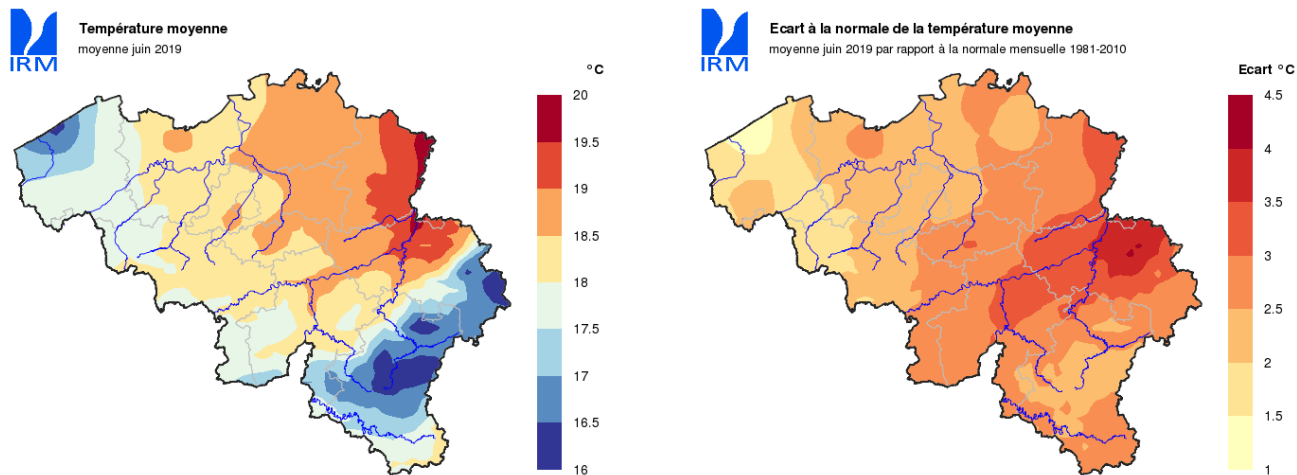 IRM
Température moyenne
moyenne juin 2019
°C
20
19.5
19
18.5
18
17.5
17
16.5
16
IRM
Ecart à la normale de la température moyenne
moyenne juin 2019 par rapport à la normale mensuelle 1981-2010
Ecart °C
4.5
4
3.5
3
2.5
2
1.5
1